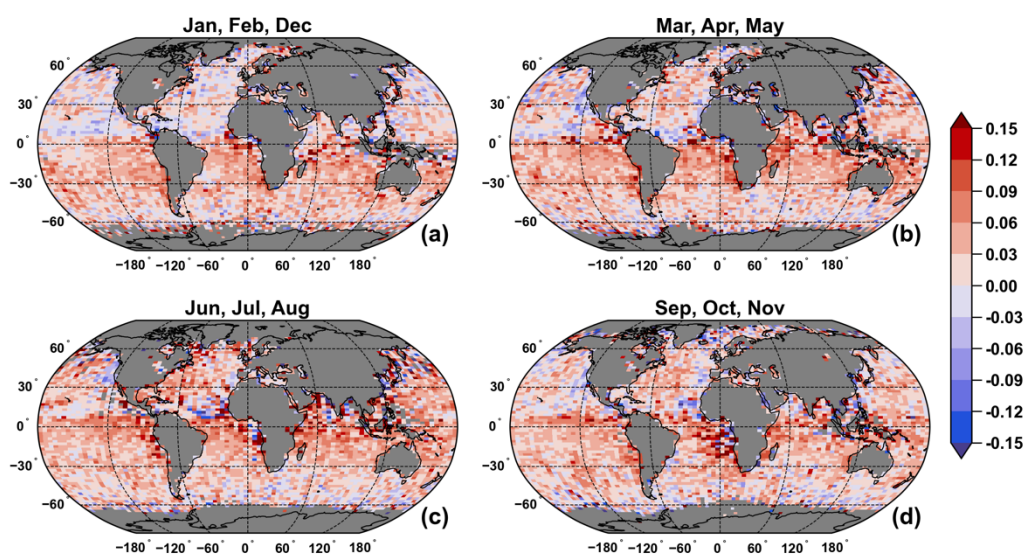 Jan, Feb, Dec
Mar, Apr, May
60°
30°
0°
−30°
−60°
(a)
−180° −120° −60° 0° 60° 120° 180°
60°
30°
0°
−30°
−60°
(b)
−180° −120° −60° 0° 60° 120° 180°
Jun, Jul, Aug
Sep, Oct, Nov
60°
30°
0°
−30°
−60°
(c)
−180° −120° −60° 0° 60° 120° 180°
60°
30°
0°
−30°
−60°
(d)
−180° −120° −60° 0° 60° 120° 180°
0.15
0.12
0.09
0.06
0.03
0.00
-0.03
-0.06
-0.09
-0.12
-0.15